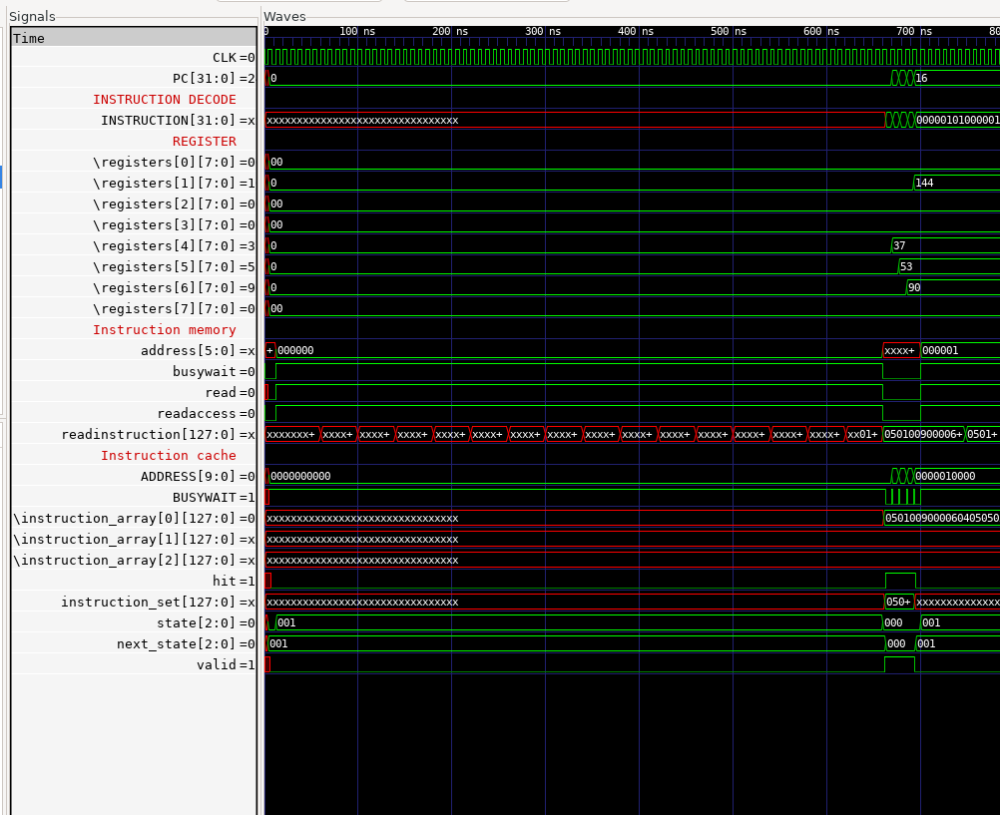 Signals Waves
Time 0 100 ns 200 ns 300 ns 400 ns 500 ns 600 ns 700 ns 80
CLK=0
PC[31:0]=2 0 16
INSTRUCTION DECODE
INSTRUCTION[31:0]=x xxxxxxxxxxxxxxxxxxxxxxxxxxxxxxxx 00000101000001
REGISTER
\registers[0][7:0]=0 00
\registers[1][7:0]=1 0 144
\registers[2][7:0]=0 00
\registers[3][7:0]=0 00
\registers[4][7:0]=3 0 37
\registers[5][7:0]=5 0 53
\registers[6][7:0]=9 0 90
\registers[7][7:0]=0 00
Instruction memory
address[5:0]=x + 000000 xxxx+ 000001
busywait=0
read=0
readaccess=0
readinstruction[127:0]=x xxxxxxx+ xxxx+ xxxx+ xxxx+ xxxx+ xxxx+ xxxx+ xxxx+ xxxx+ xxxx+ xxxx+ xxxx+ xxxx+ xxxx+ xxxx+ xx01+ 050100900006+ 0501+
Instruction cache
ADDRESS[9:0]=0 0000000000 0000010000
BUSYWAIT=1
\instruction_array[0][127:0]=0 xxxxxxxxxxxxxxxxxxxxxxxxxxxxxxxx 0501009000060405050
\instruction_array[1][127:0]=x xxxxxxxxxxxxxxxxxxxxxxxxxxxxxxxx
\instruction_array[2][127:0]=x xxxxxxxxxxxxxxxxxxxxxxxxxxxxxxxx
hit=1
instruction_set[127:0]=x xxxxxxxxxxxxxxxxxxxxxxxxxxxxxxxx 050+ xxxxxxxxxxxxxx
state[2:0]=0 001 000 001
next_state[2:0]=0 001 000 001
valid=1